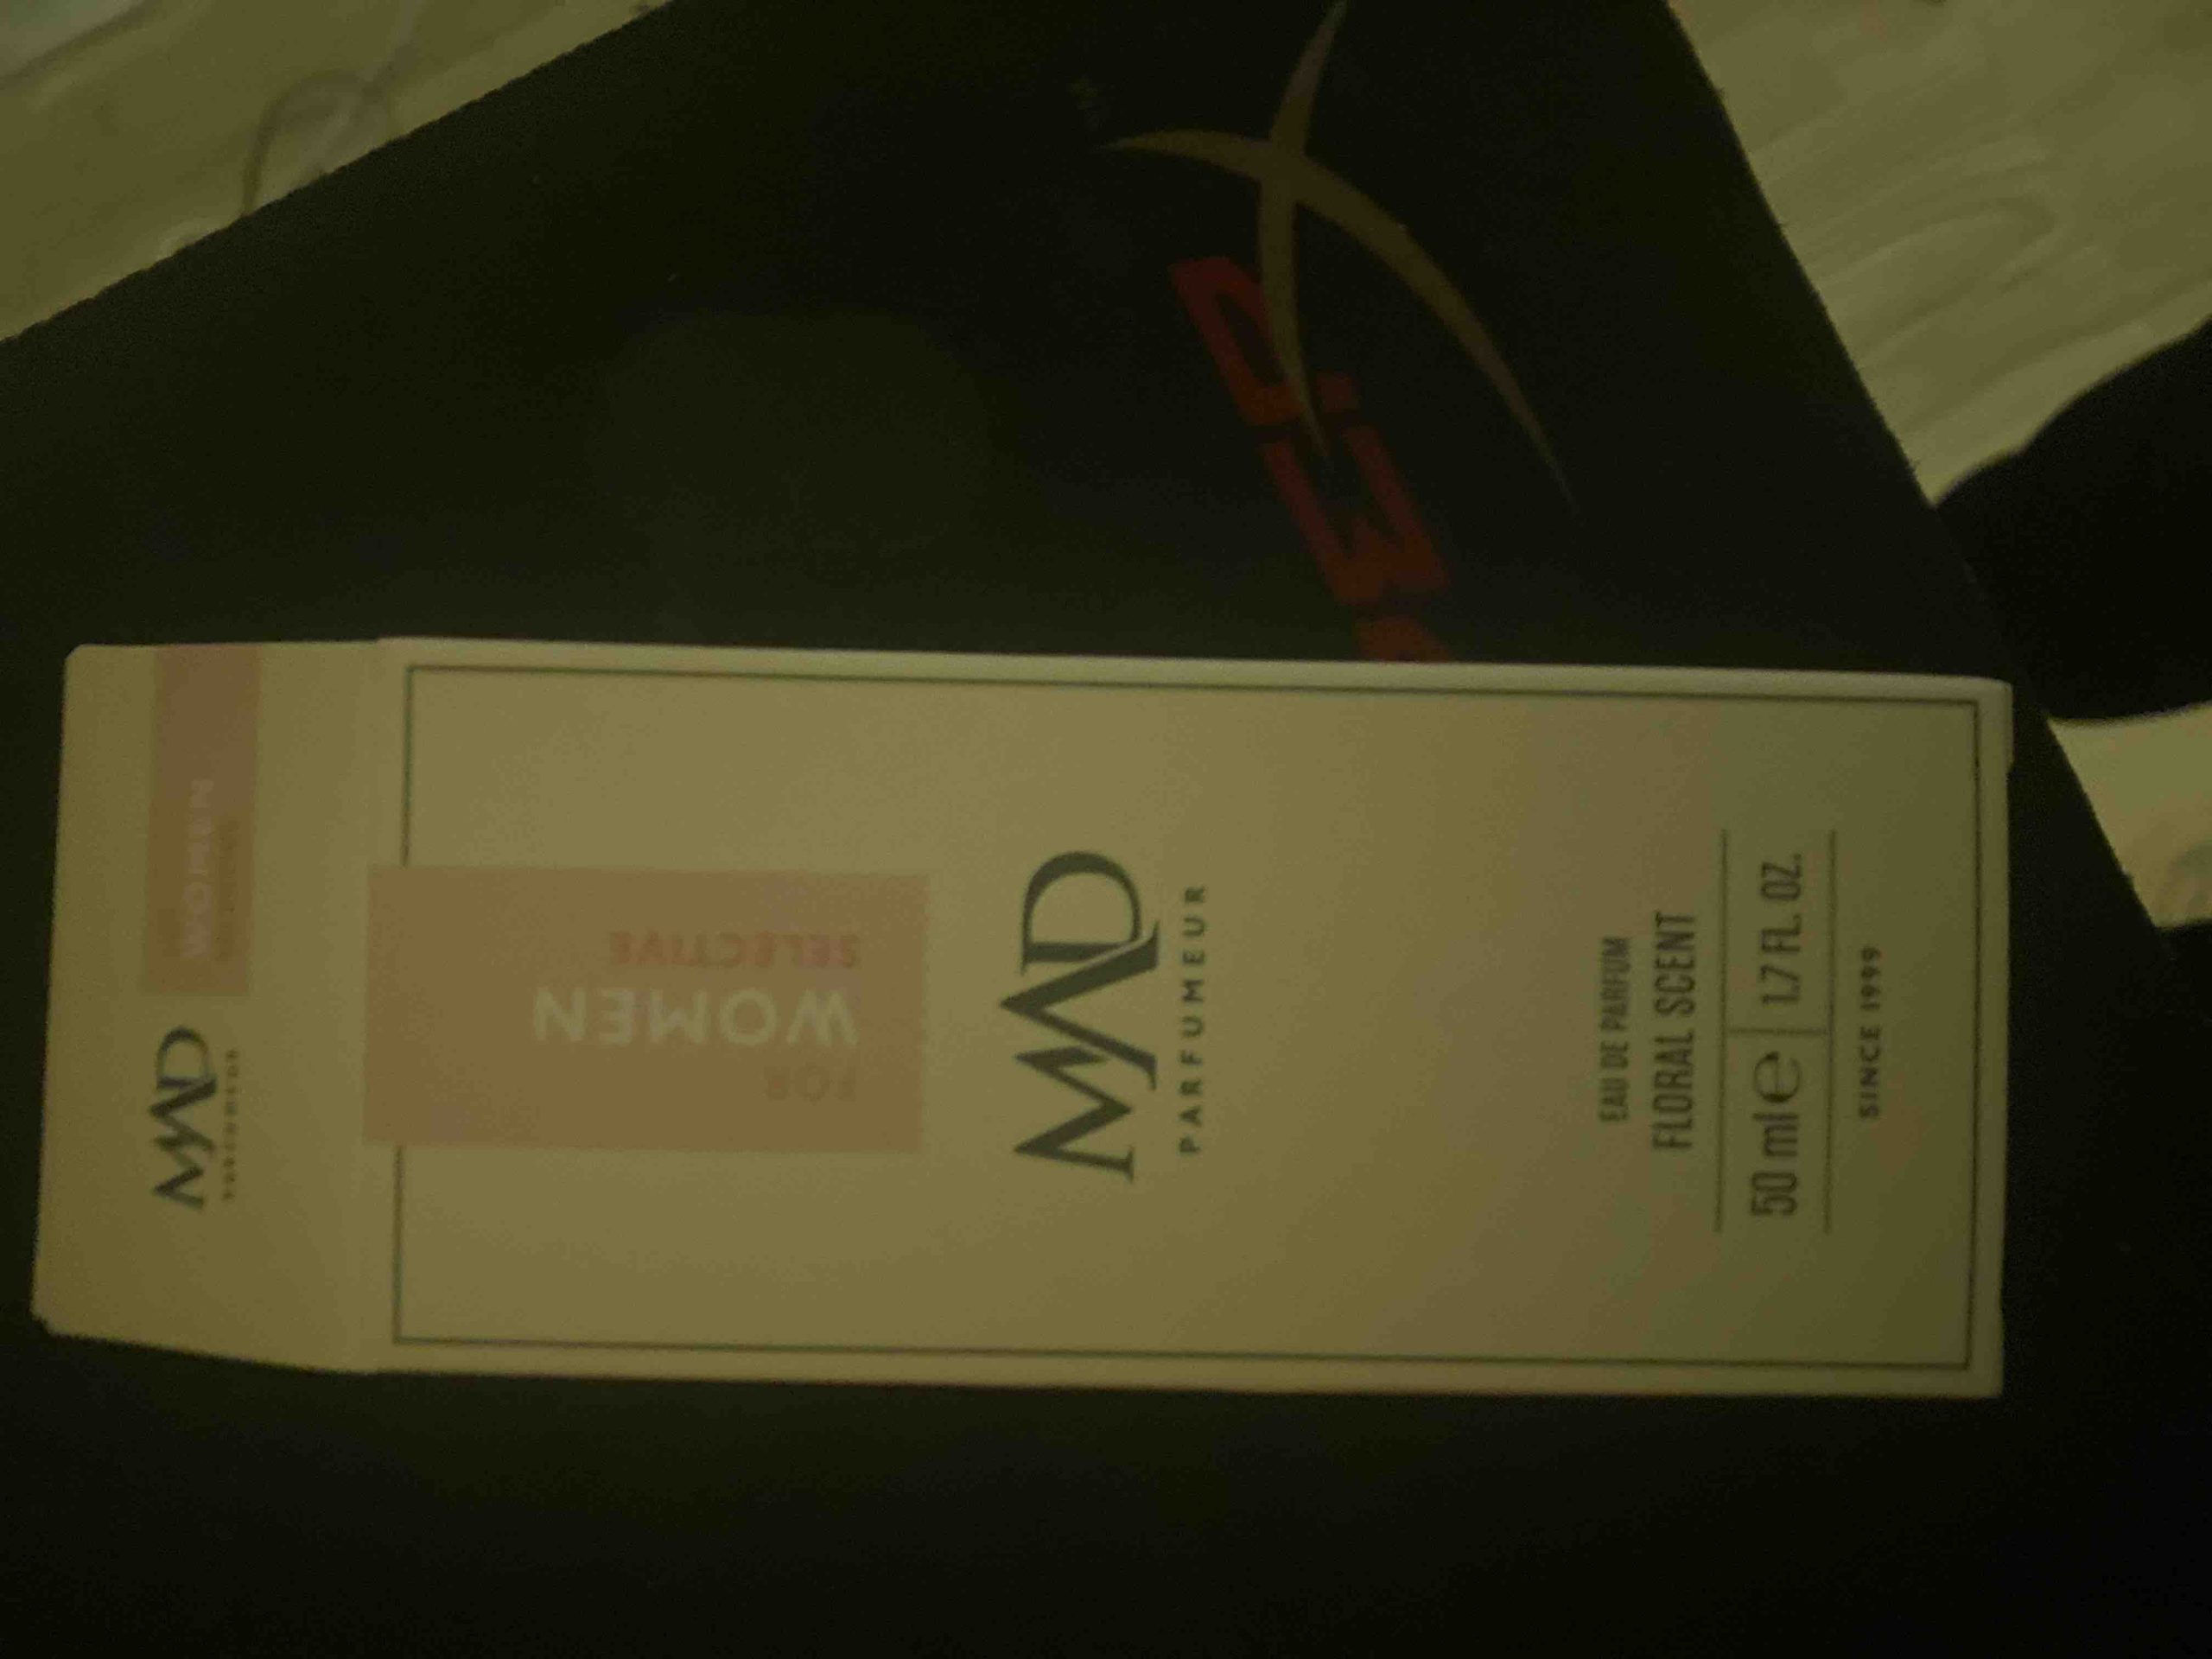 MAD
PARFUMEUR
WOMEN
FOR
WOMEN
SELECTIVE
MAD
PARFUMEUR
EAU DE PARFUM
FLORAL SCENT
50 ml e 1.7 FL. OZ.
SINCE 1999